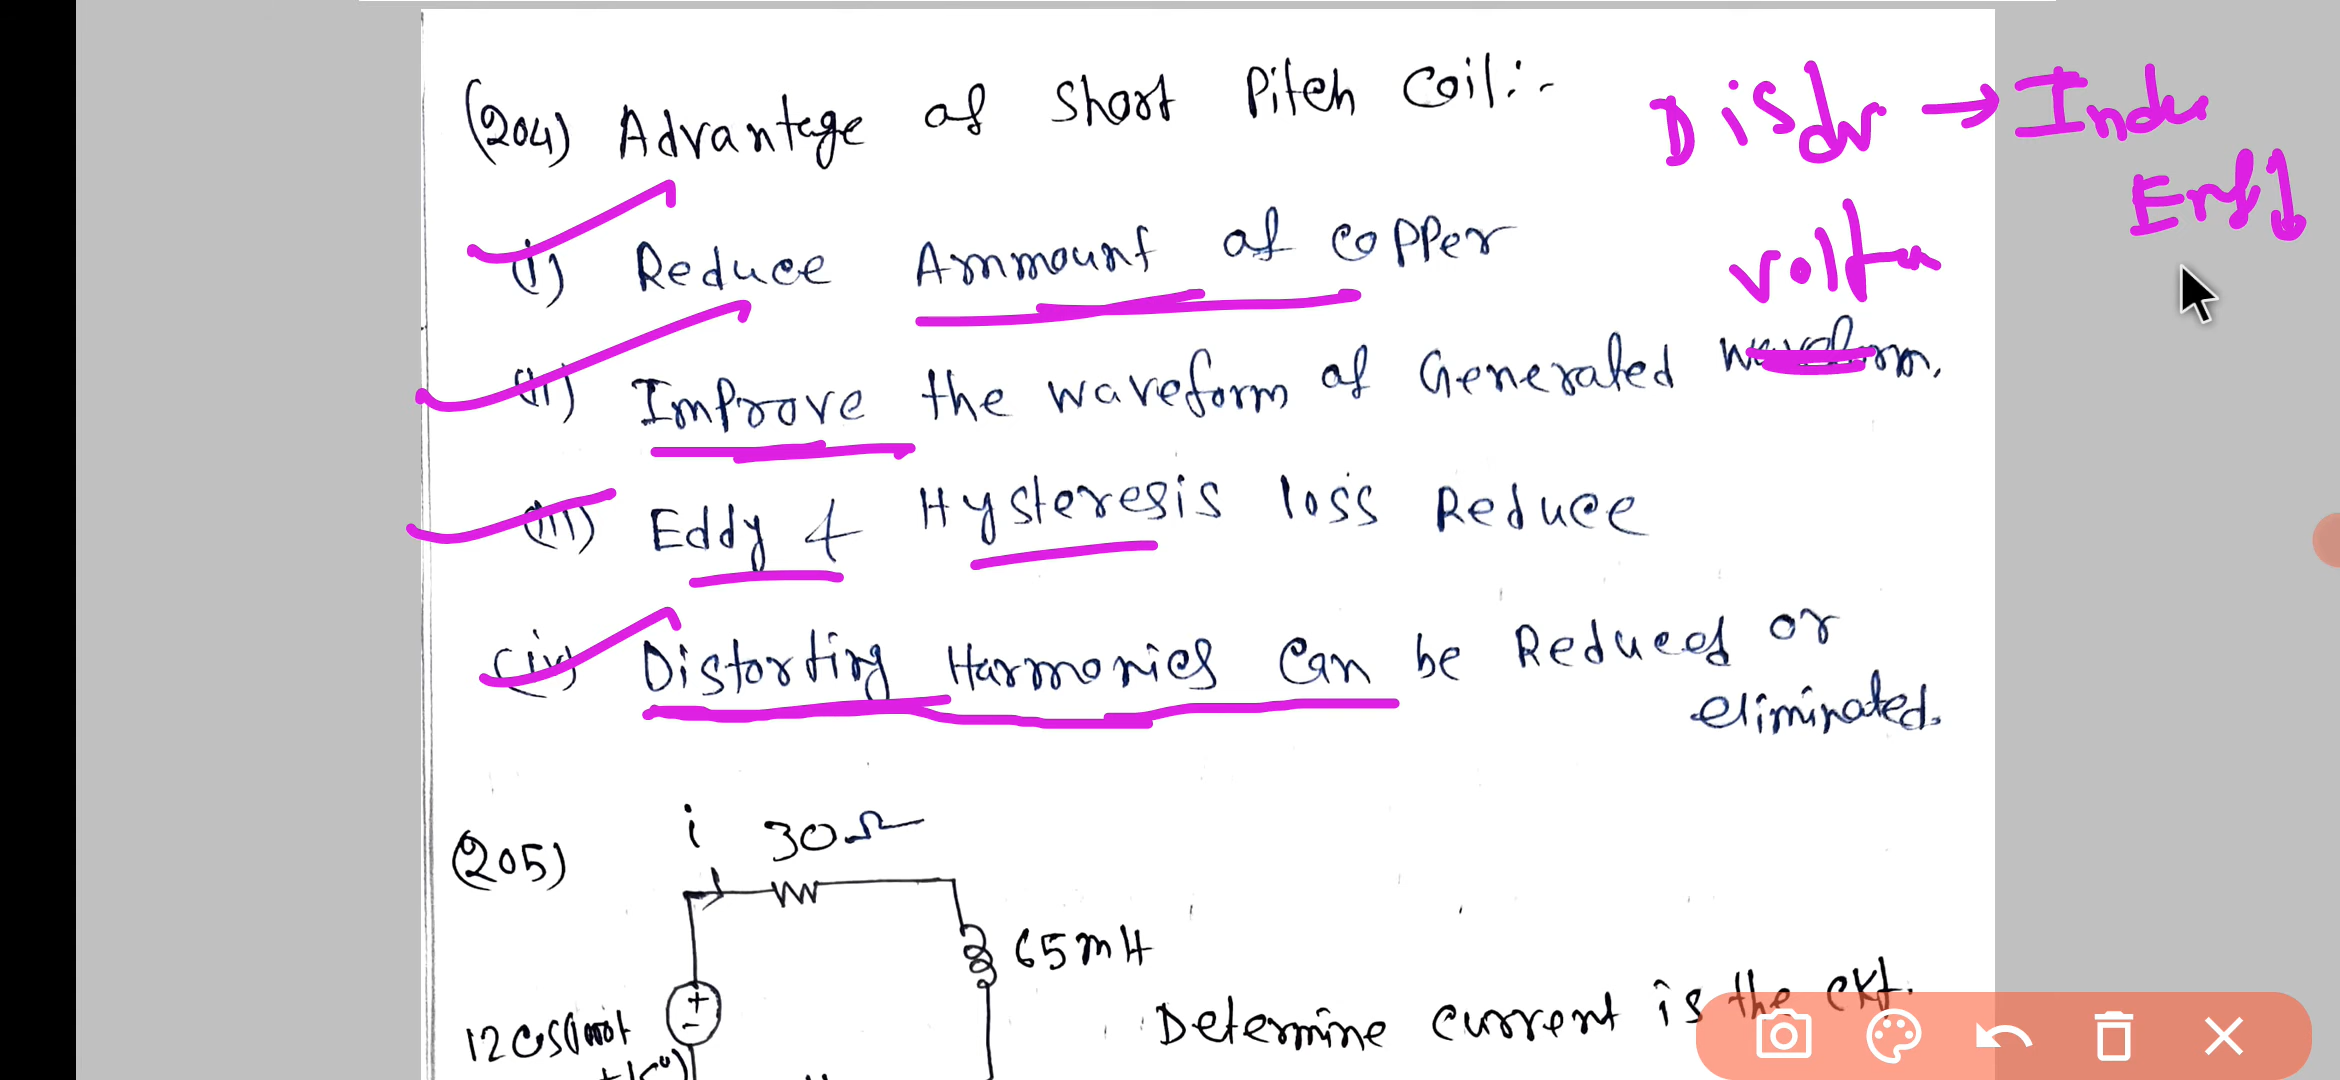 (204) Advantage of Short Pitch Coil:-
Disdv → Indu
Emf↓
(i) Reduce Ammount of copper
volta
(ii) Improve the waveform of Generated waveform.
(iii) Eddy & Hysteresis loss Reduce
(iv) Distorting Harmonics Can be Reduced or
eliminated.
(205)
i 30Ω
65mH
Determine current is the ckt.
+
-